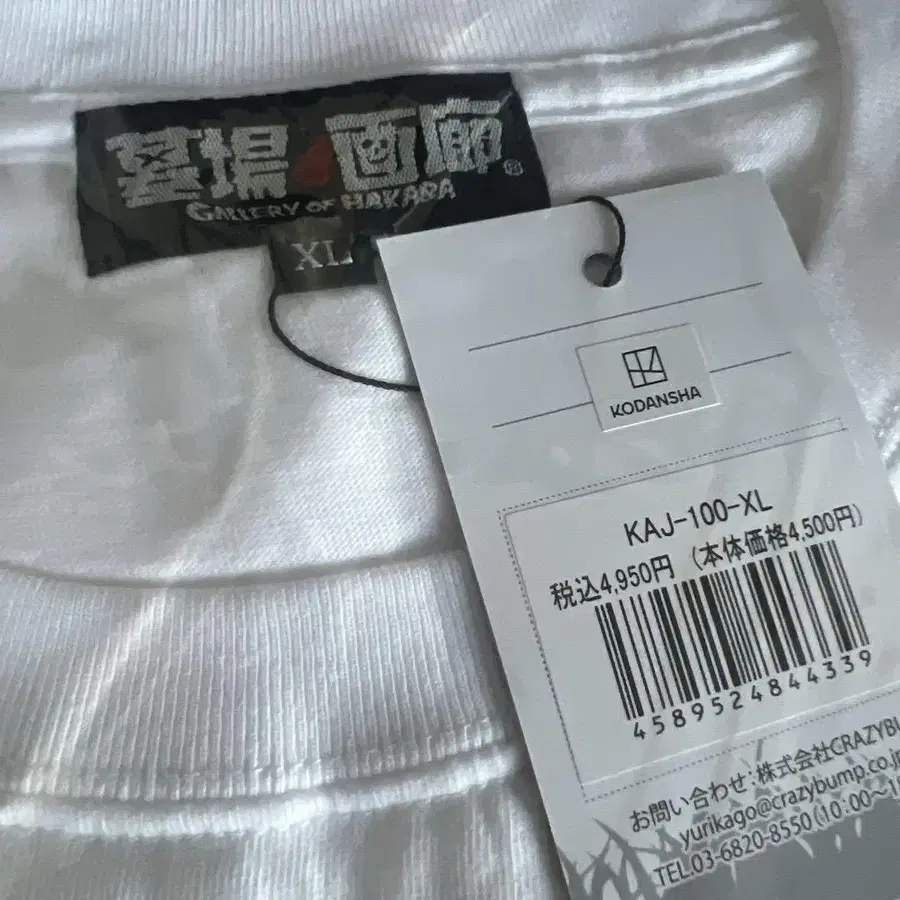 墓場画廊®
GALLERY OF HAKABA
XL
KODANSHA
KAJ-100-XL
税込4,950円 (本体価格4,500円)
4589524844339
お問い合わせ:株式会社CRAZYBU
yurikago@crazybump.co.jp
TEL.03-6820-8550(10:00〜1